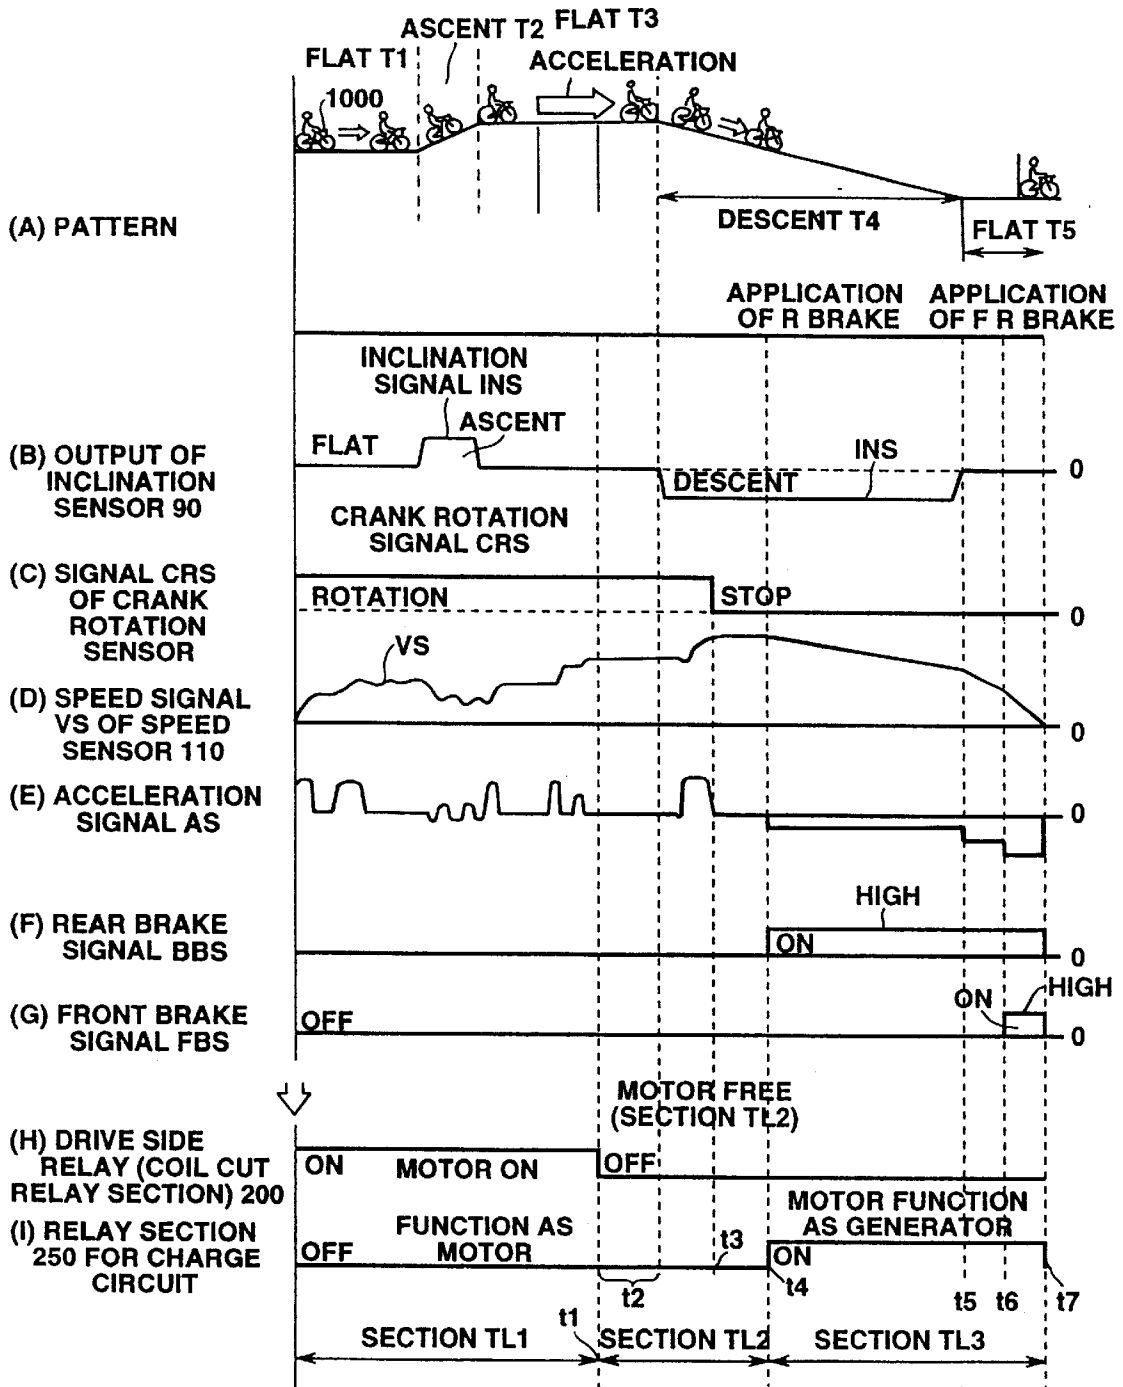 ASCENT T2 FLAT T3
FLAT T1 ACCELERATION
1000
(A) PATTERN
DESCENT T4
FLAT T5
APPLICATION OF R BRAKE
APPLICATION OF F R BRAKE
INCLINATION SIGNAL INS
ASCENT
FLAT
(B) OUTPUT OF
INCLINATION
SENSOR 90
INS
0
DESCENT
CRANK ROTATION
SIGNAL CRS
(C) SIGNAL CRS
OF CRANK
ROTATION
SENSOR
ROTATION
STOP
0
VS
(D) SPEED SIGNAL
VS OF SPEED
SENSOR 110
0
(E) ACCELERATION
SIGNAL AS
0
HIGH
(F) REAR BRAKE
SIGNAL BBS
ON
0
ON
HIGH
(G) FRONT BRAKE
SIGNAL FBS
OFF
0
MOTOR FREE
(SECTION TL2)
(H) DRIVE SIDE
RELAY (COIL CUT
RELAY SECTION) 200
ON MOTOR ON
OFF
MOTOR FUNCTION
AS GENERATOR
(I) RELAY SECTION
250 FOR CHARGE
CIRCUIT
OFF
FUNCTION AS
MOTOR
t3
ON
t4
t2
t5
t6
t7
t1
SECTION TL1
SECTION TL2
SECTION TL3